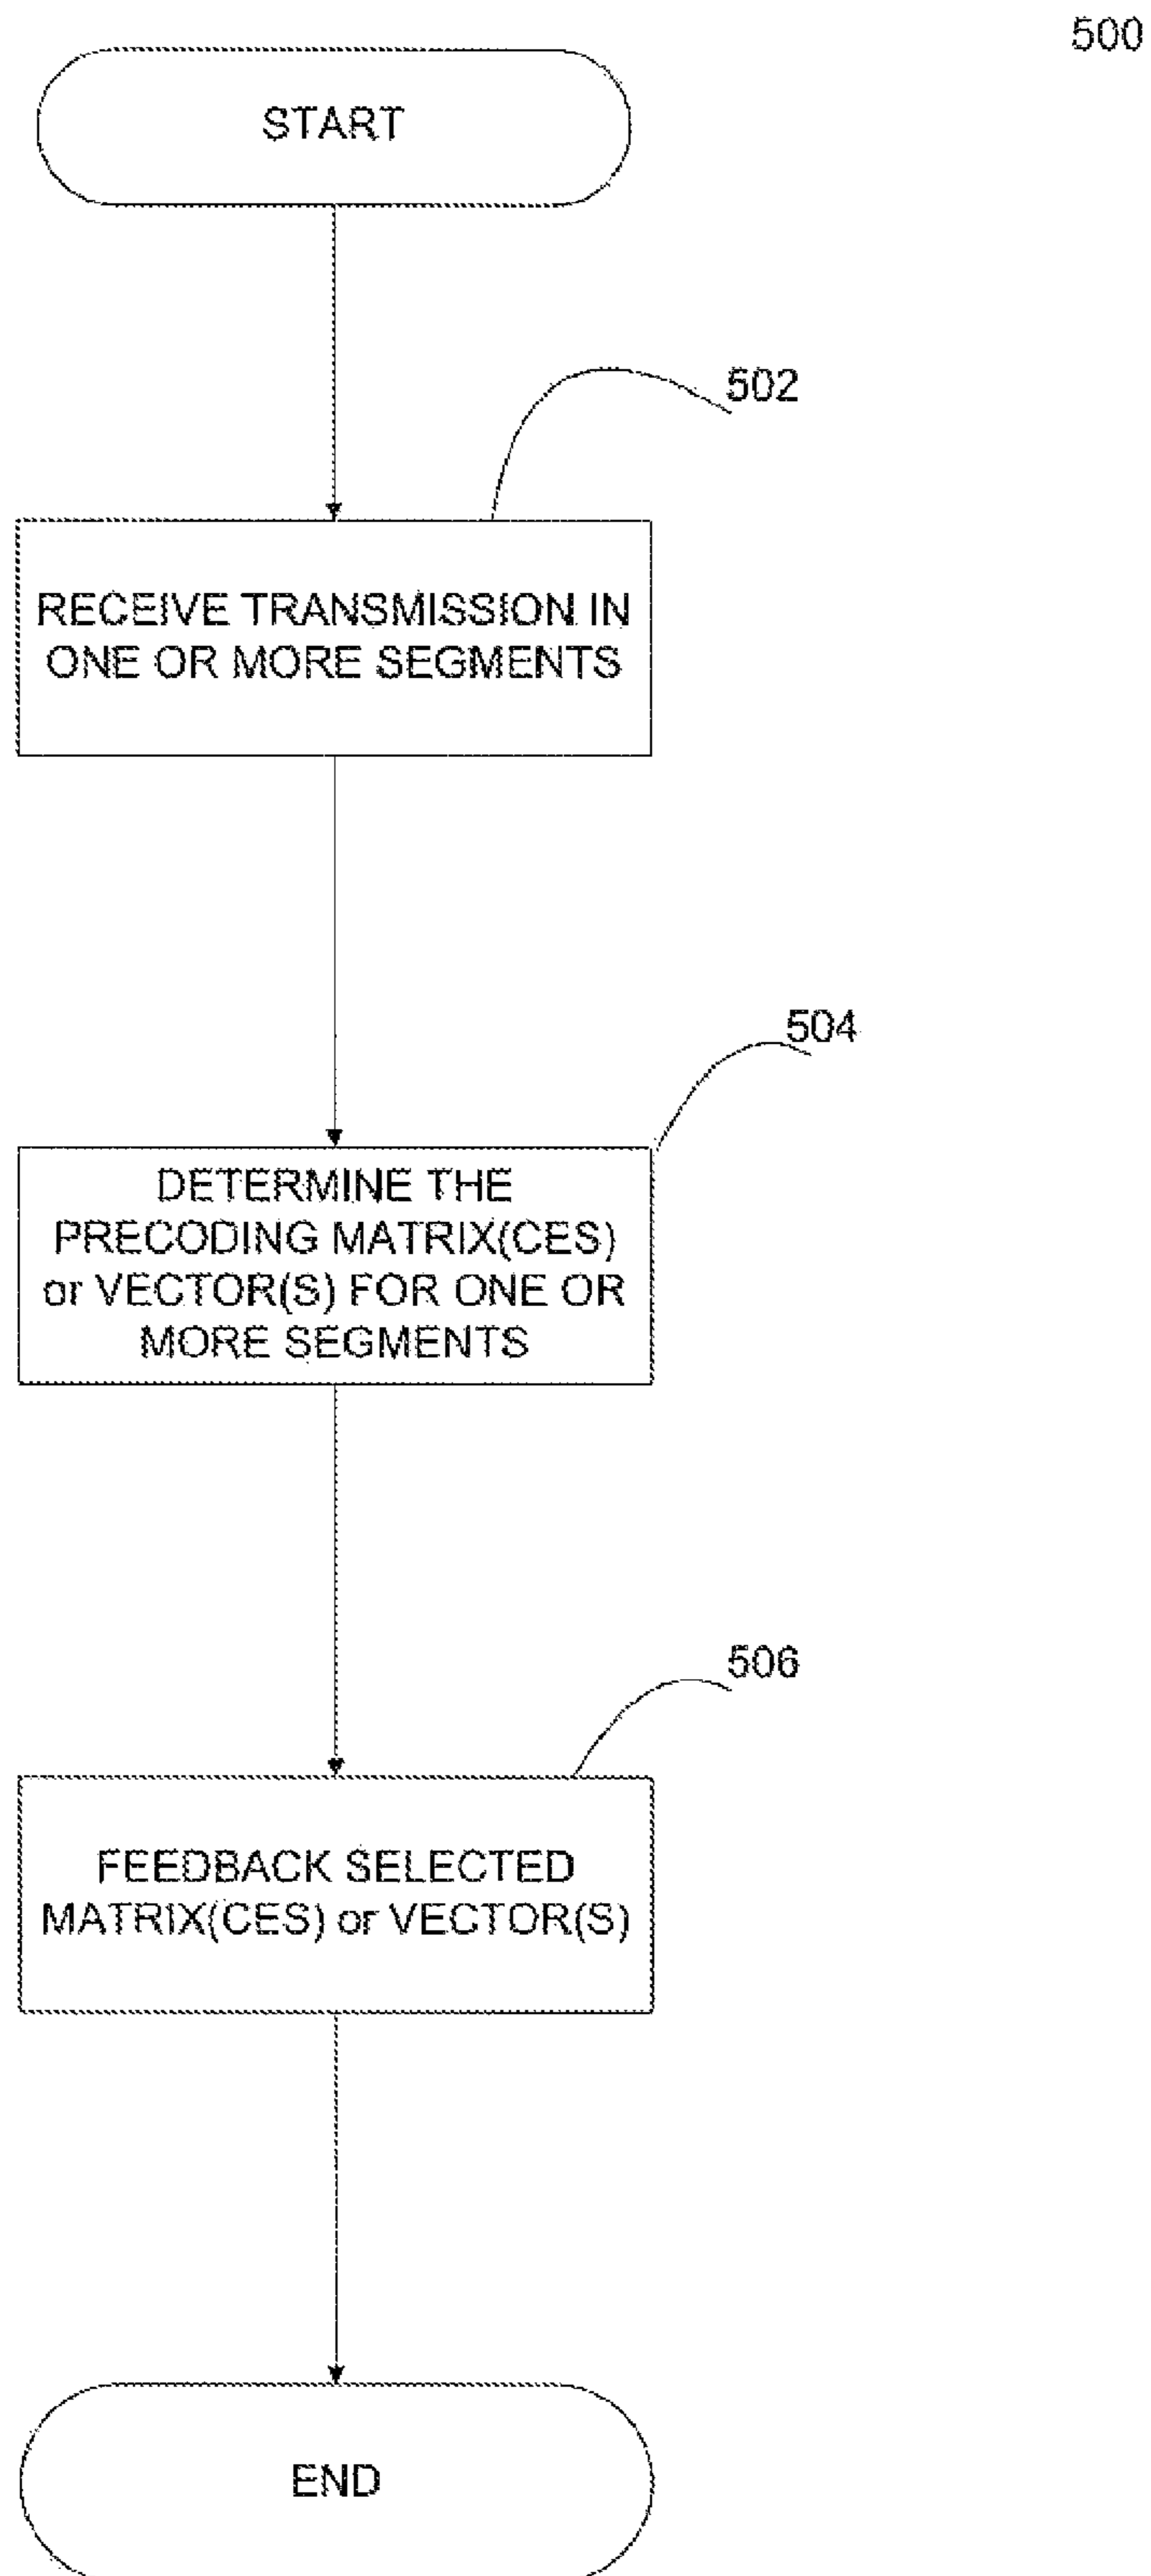 500
START
502
RECEIVE TRANSMISSION IN
ONE OR MORE SEGMENTS
504
DETERMINE THE
PRECODING MATRIX(CES)
or VECTOR(S) FOR ONE OR
MORE SEGMENTS
506
FEEDBACK SELECTED
MATRIX(CES) or VECTOR(S)
END